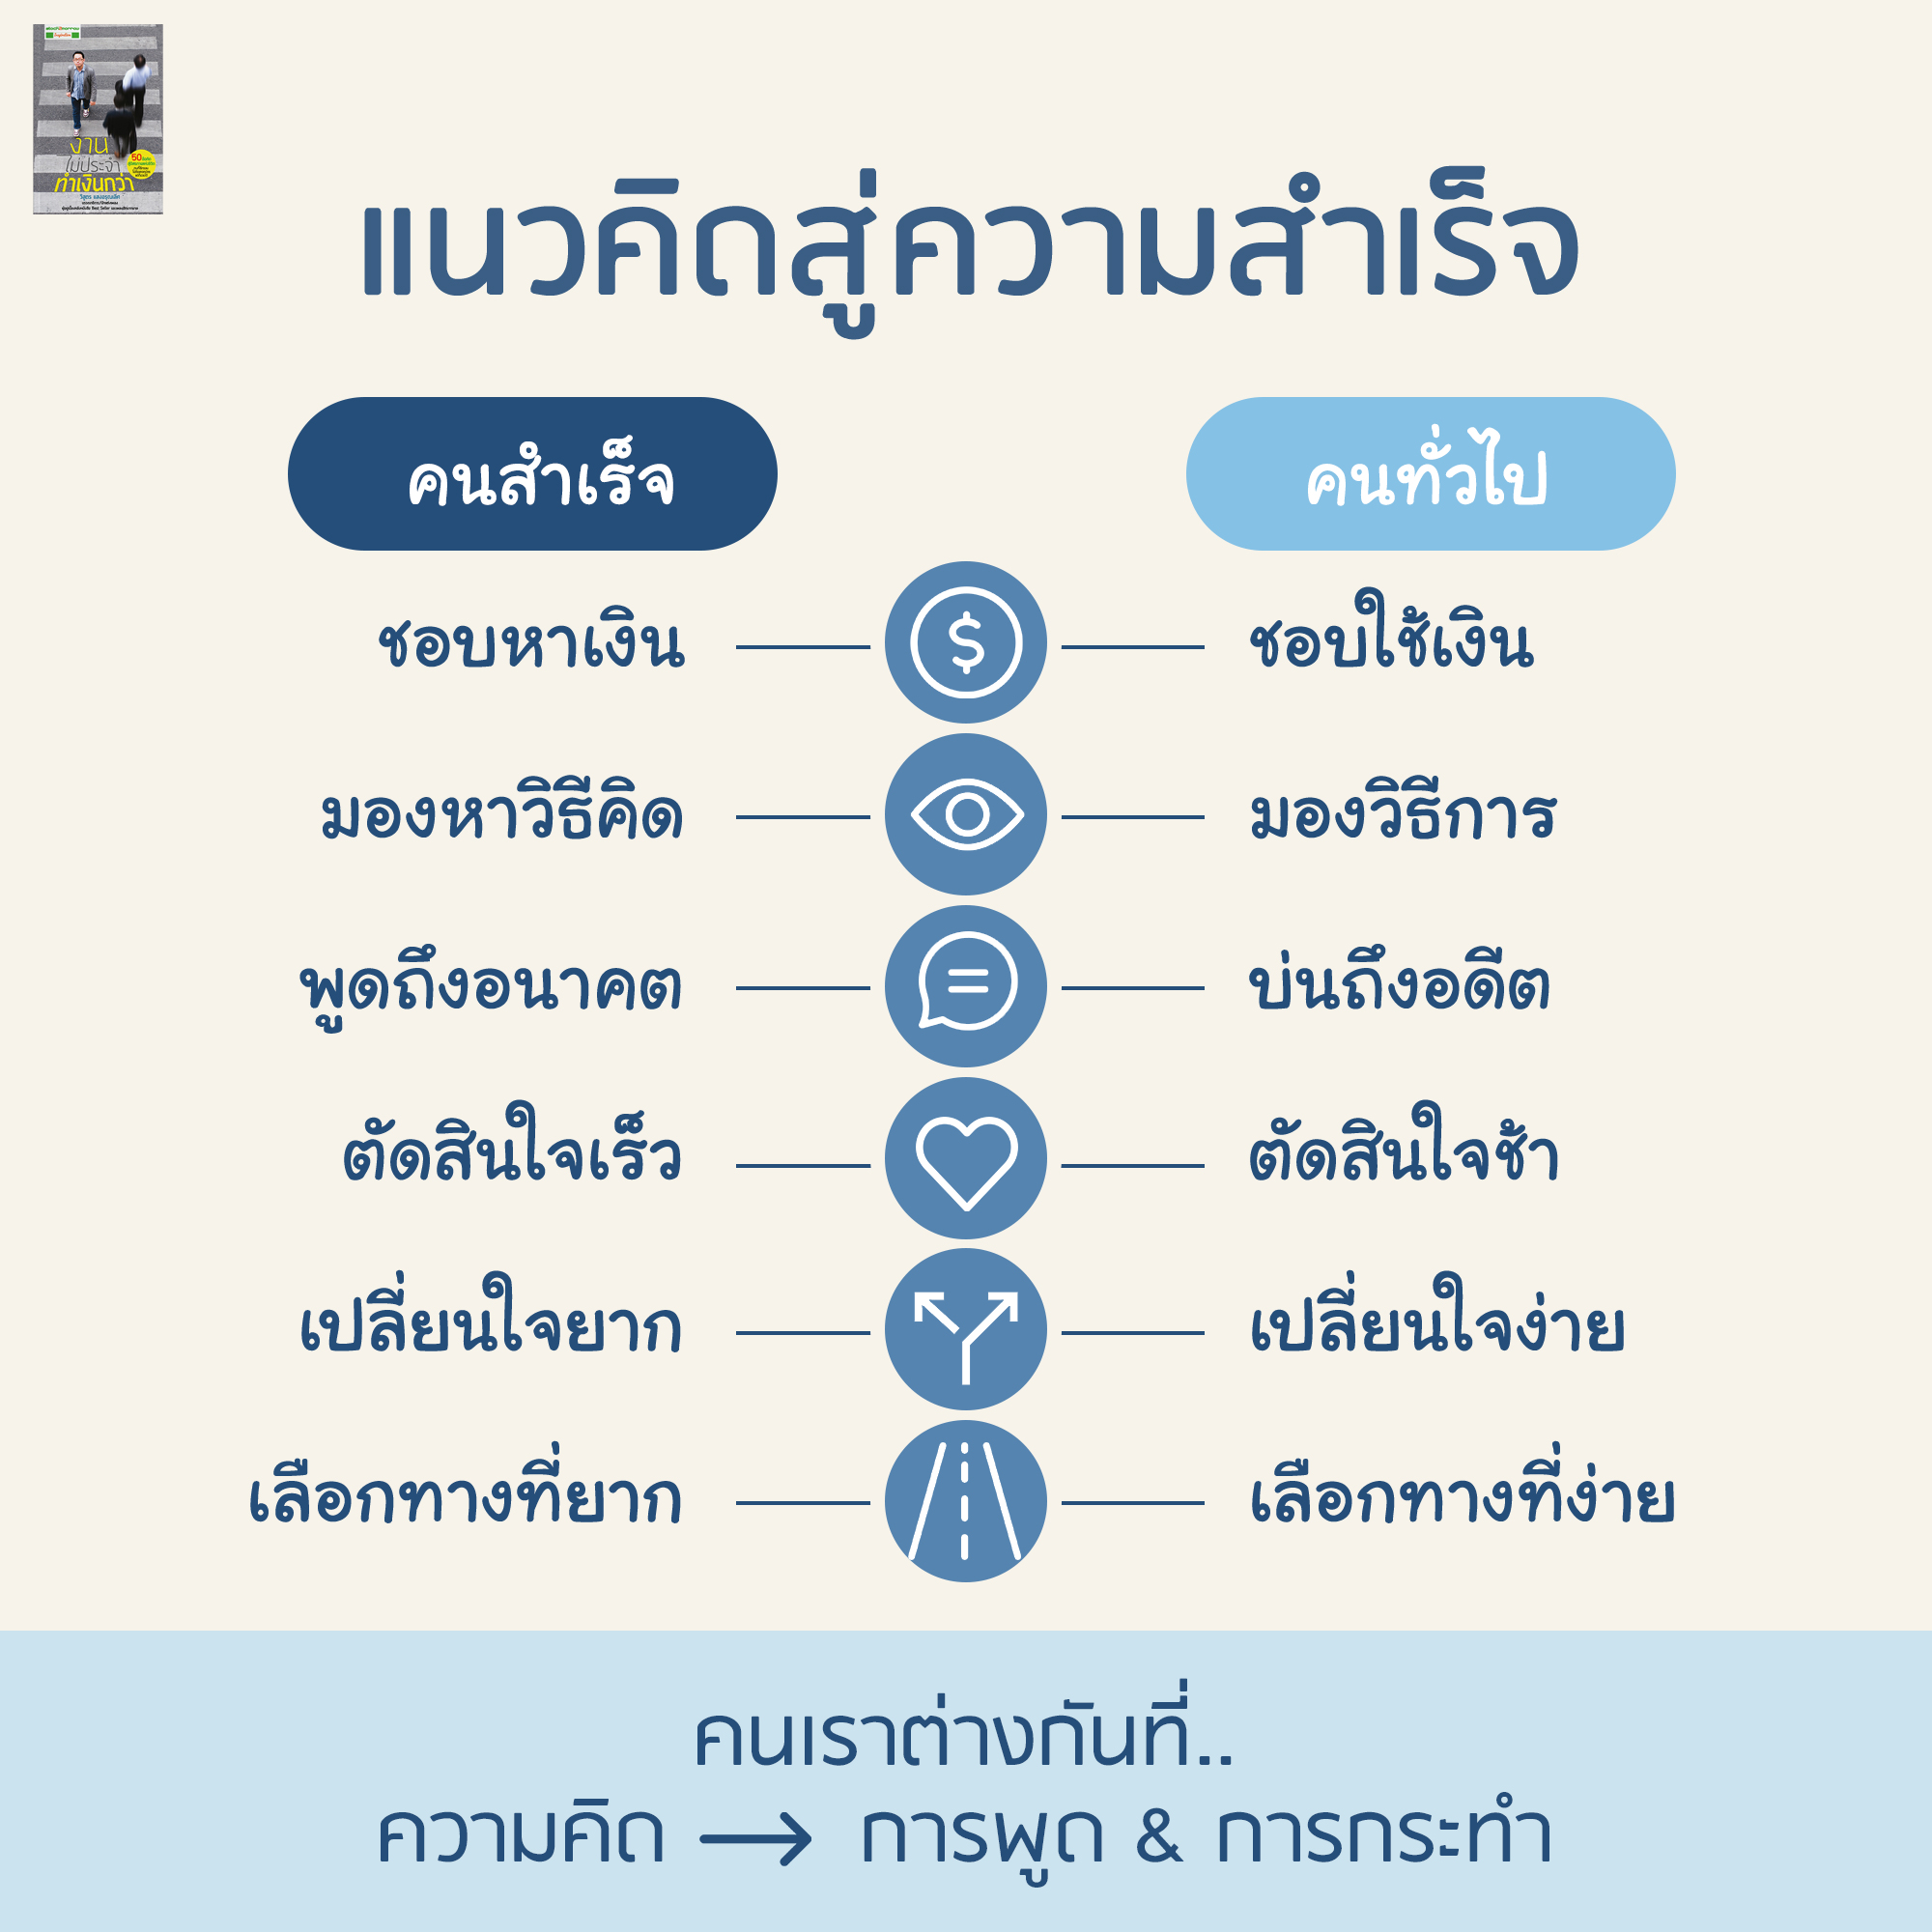 งาน
ไม่ประจำ
ทำเงินกว่า
50
แนวคิดสู่ความสำเร็จ
คนสำเร็จ
คนทั่วไป
ชอบหาเงิน
ชอบใช้เงิน
มองหาวิธีคิด
มองวิธีการ
พูดถึงอนาคต
บ่นถึงอดีต
ตัดสินใจเร็ว
ตัดสินใจช้า
เปลี่ยนใจยาก
เปลี่ยนใจง่าย
เลือกทางที่ยาก
เลือกทางที่ง่าย
คนเราต่างกันที่..
ความคิด → การพูด & การกระทำ